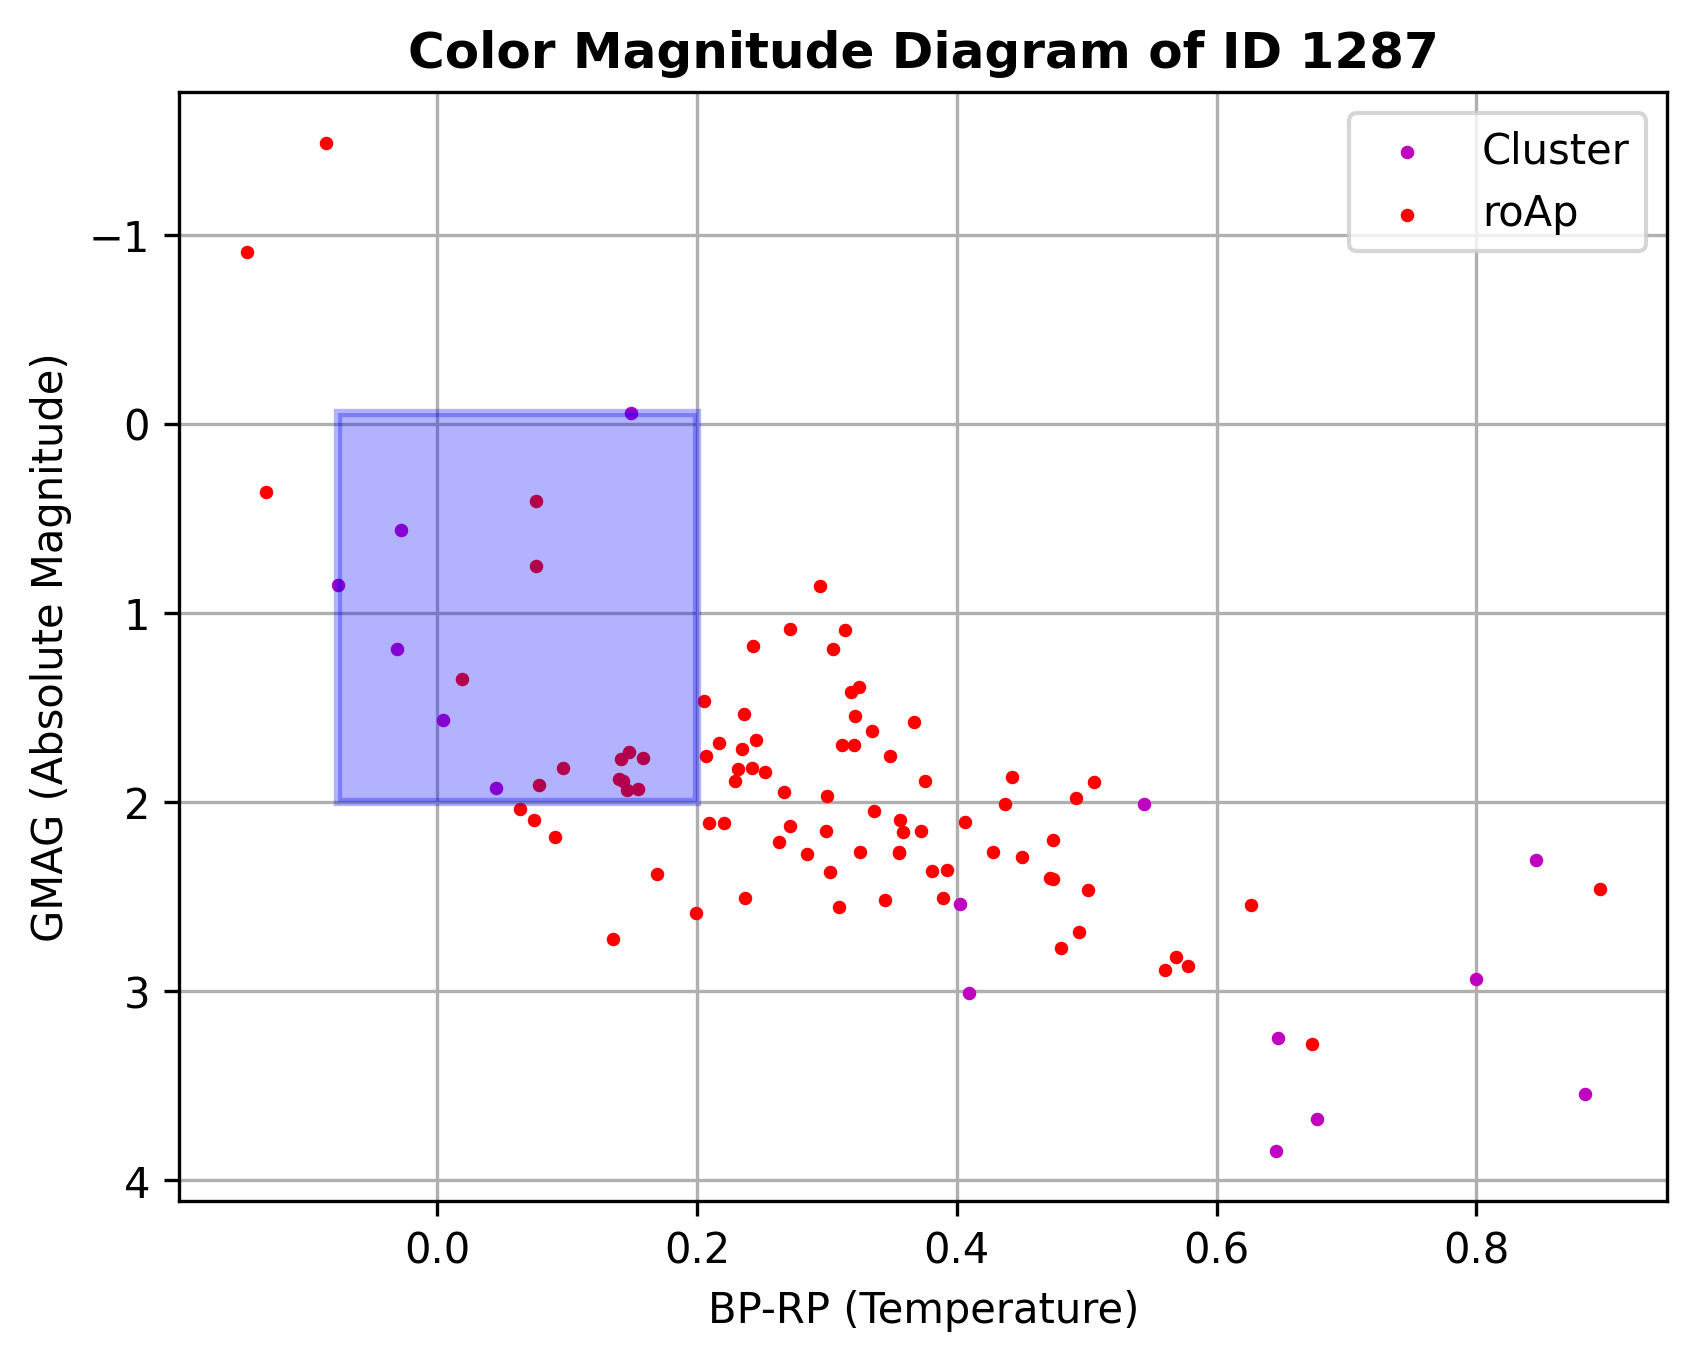 Color Magnitude Diagram of ID 1287
Cluster
roAp
−1
0
1
2
3
4
GMAG (Absolute Magnitude)
0.0 0.2 0.4 0.6 0.8
BP-RP (Temperature)